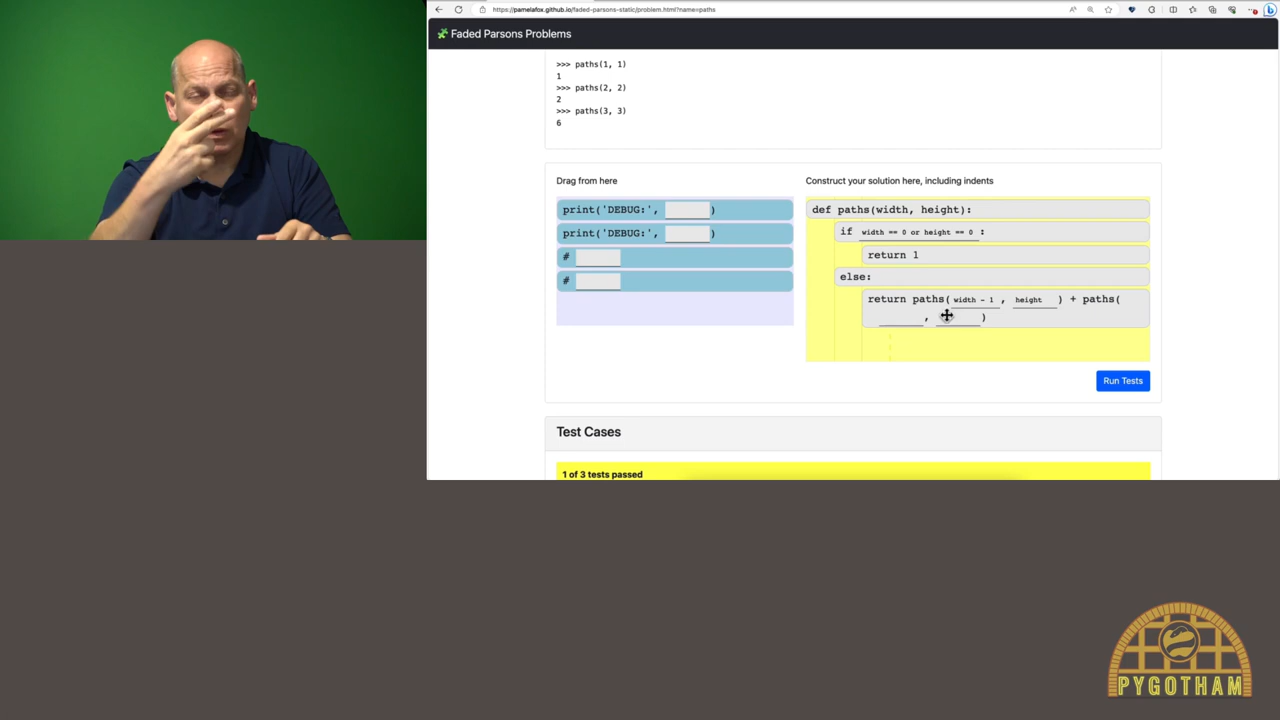 https://pamelafox.github.io/faded-parsons-static/problem.html?name=paths
Faded Parsons Problems
>>> paths(1, 1)
1
>>> paths(2, 2)
2
>>> paths(3, 3)
6
Drag from here
print('DEBUG:', )
print('DEBUG:', )
#
#
Construct your solution here, including indents
def paths(width, height):
if width == 0 or height == 0 :
return 1
else:
return paths( width - 1 , height ) + paths(
, )
Run Tests
Test Cases
1 of 3 tests passed
PYGOTHAM